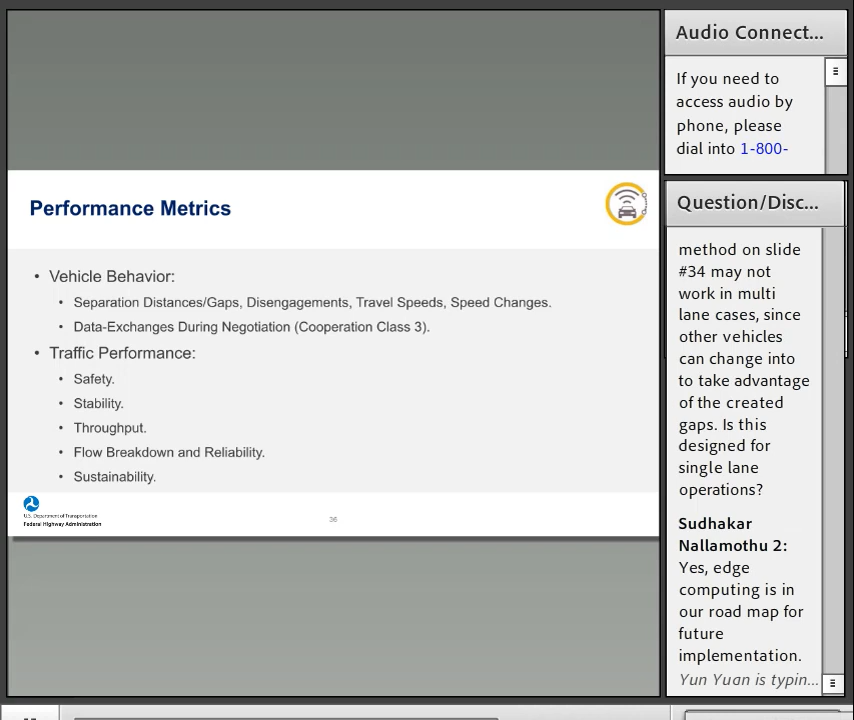 Performance Metrics
• Vehicle Behavior:
• Separation Distances/Gaps, Disengagements, Travel Speeds, Speed Changes.
• Data-Exchanges During Negotiation (Cooperation Class 3).
• Traffic Performance:
• Safety.
• Stability.
• Throughput.
• Flow Breakdown and Reliability.
• Sustainability.
U.S. Department of Transportation
Federal Highway Administration
36
Audio Connect...
If you need to
access audio by
phone, please
dial into 1-800-
Question/Disc...
method on slide
#34 may not
work in multi
lane cases, since
other vehicles
can change into
to take advantage
of the created
gaps. Is this
designed for
single lane
operations?
Sudhakar
Nallamothu 2:
Yes, edge
computing is in
our road map for
future
implementation.
Yun Yuan is typin...